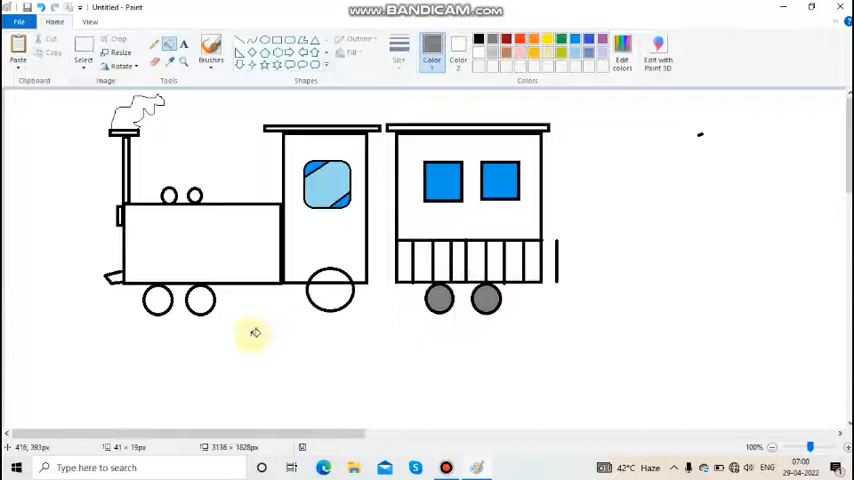 www.BANDICAM.com
Untitled - Paint
File
Home
View
Paste
Cut
Copy
Clipboard
Select
Crop
Resize
Rotate
Image
Tools
Brushes
Shapes
Outline
Fill
Size
Color 1
Color 2
Edit colors
Edit with Paint 3D
Colors
416, 393px
41 × 19px
3136 × 1828px
100%
Type here to search
42°C Haze
ENG
07:00
29-04-2022